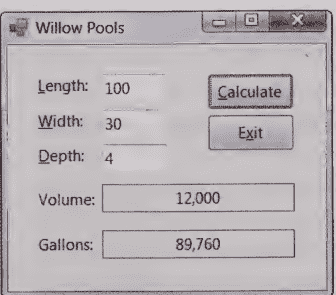 Willow Pools
Length: 100
Calculate
Width: 30
Exit
Depth: 4
Volume: 12,000
Gallons: 89,760